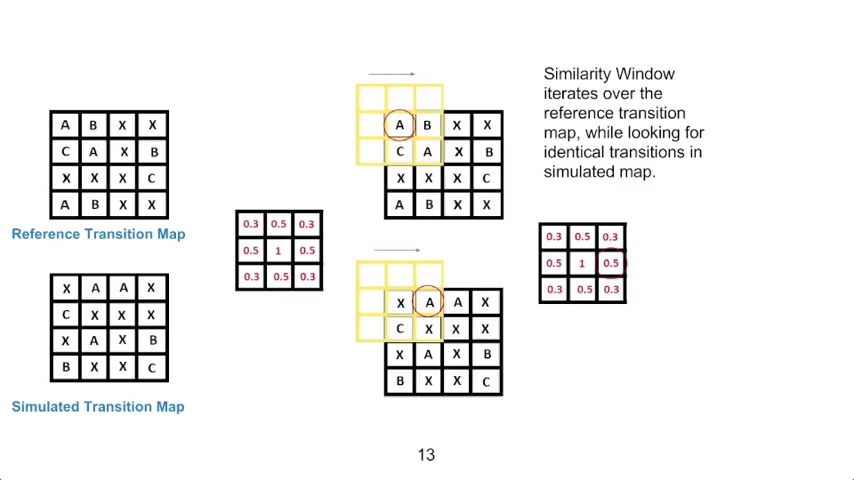 Similarity Window
iterates over the
reference transition
map, while looking for
identical transitions in
simulated map.
A B X X
C A X B
X X X C
A B X X
Reference Transition Map
X A A X
C X X X
X A X B
B X X C
Simulated Transition Map
0.3 0.5 0.3
0.5 1 0.5
0.3 0.5 0.3
A B X X
C A X B
X X X C
A B X X
X A A X
C X X X
X A X B
B X X C
0.3 0.5 0.3
0.5 1 0.5
0.3 0.5 0.3
13